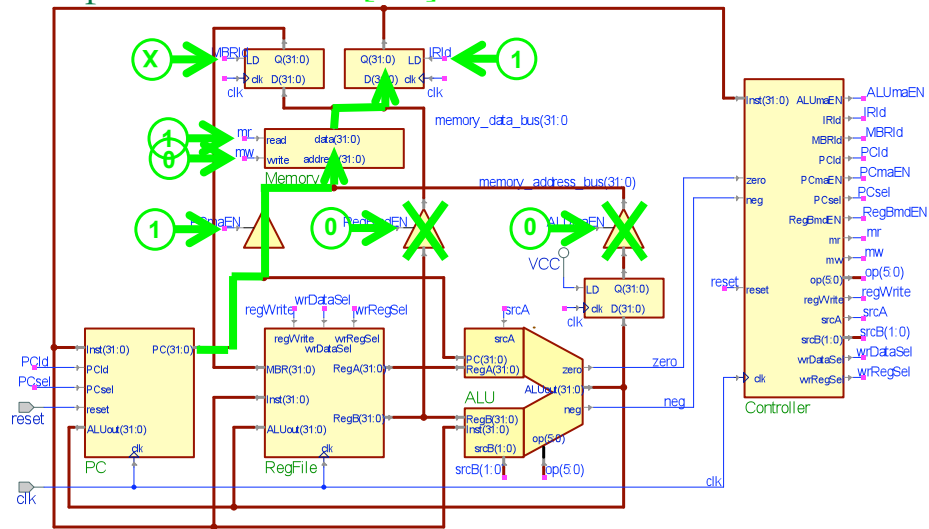 X
MBRld
LD
Q(31:0)
clk
D(31:0)
clk
Q(31:0)
LD
D(31:0)
clk
IRld
1
clk
memory_data_bus(31:0
1
mr
0
mw
read
data(31:0)
write
address(31:0)
Memory
memory_address_bus(31:0)
1
PCmaEN
0
RegBmdEN
0
ALUmaEN
VCC
LD
Q(31:0)
clk
D(31:0)
clk
Inst(31:0)
ALUmaEN
IRld
MBRld
PCld
PCmaEN
PCsel
RegBmdEN
mr
mw
op(5:0)
regWrite
srcA
srcB(1:0)
wrDataSel
wrRegSel
zero
neg
reset
clk
ALUmaEN
IRld
MBRld
PCld
PCmaEN
PCsel
RegBmdEN
mr
mw
op(5:0)
regWrite
srcA
srcB(1:0)
wrDataSel
wrRegSel
reset
Controller
PCld
PCsel
reset
Inst(31:0)
PC(31:0)
PCld
PCsel
reset
ALUout(31:0)
clk
PC
regWrite
wrDataSel
wrRegSel
regWrite
wrRegSel
wrDataSel
MBR(31:0)
RegA(31:0)
Inst(31:0)
RegB(31:0)
ALUout(31:0)
clk
RegFile
srcA
srcA
PC(31:0)
RegA(31:0)
zero
ALUout(31:0)
ALU
neg
RegB(31:0)
Inst(31:0)
op(5:0)
srcB(1:0)
srcB(1:0)
op(5:0)
zero
neg
clk
clk